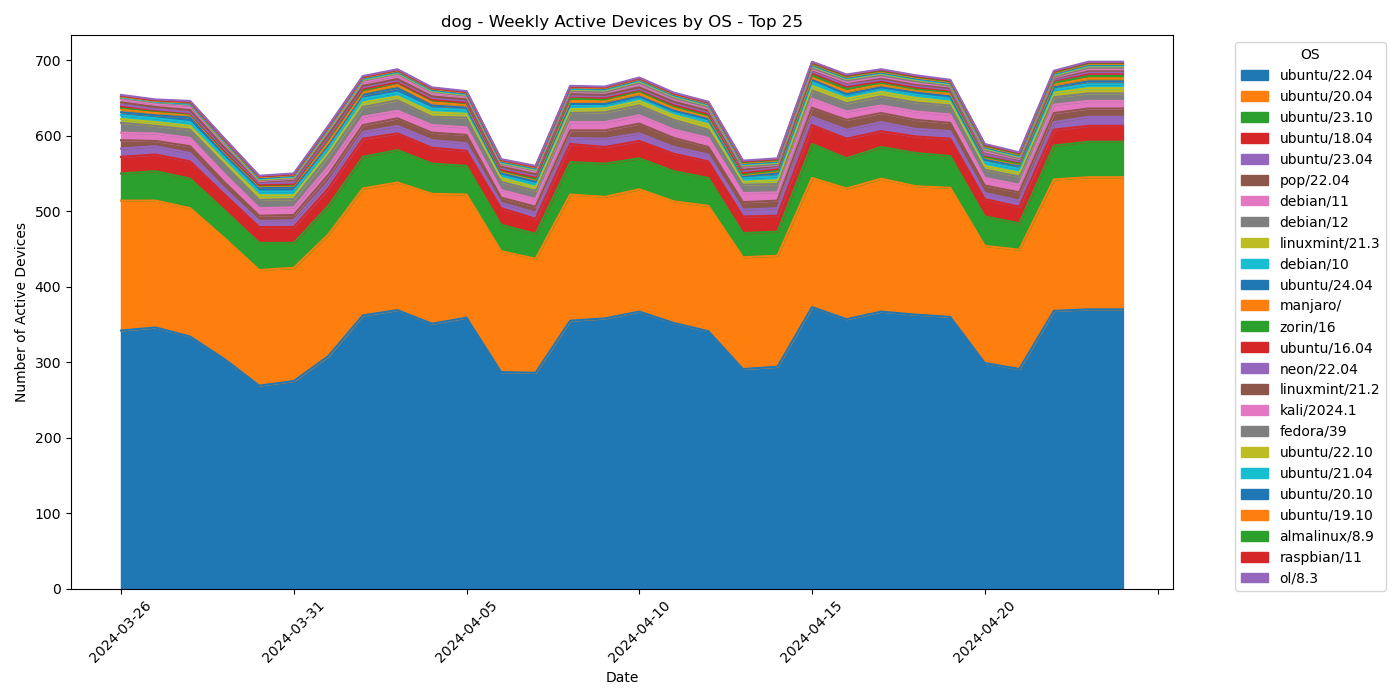 dog - Weekly Active Devices by OS - Top 25
Number of Active Devices
700
600
500
400
300
200
100
0
2024-03-26
2024-03-31
2024-04-05
2024-04-10
2024-04-15
2024-04-20
Date
OS
ubuntu/22.04
ubuntu/20.04
ubuntu/23.10
ubuntu/18.04
ubuntu/23.04
pop/22.04
debian/11
debian/12
linuxmint/21.3
debian/10
ubuntu/24.04
manjaro/
zorin/16
ubuntu/16.04
neon/22.04
linuxmint/21.2
kali/2024.1
fedora/39
ubuntu/22.10
ubuntu/21.04
ubuntu/20.10
ubuntu/19.10
almalinux/8.9
raspbian/11
ol/8.3